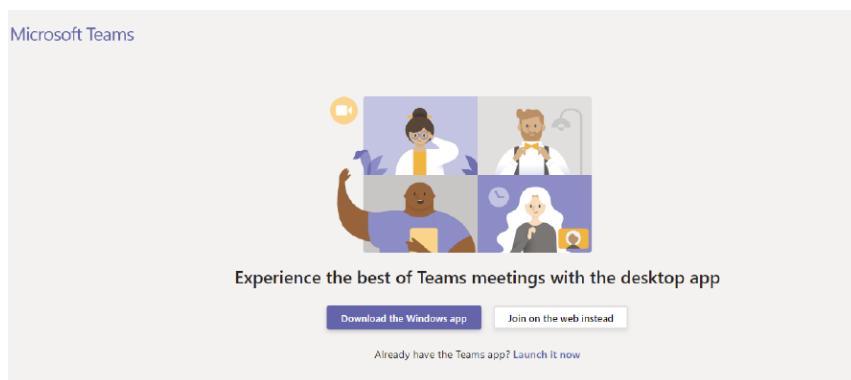 Microsoft Teams
Experience the best of Teams meetings with the desktop app
Download the Windows app
Join on the web instead
Already have the Teams app? Launch it now